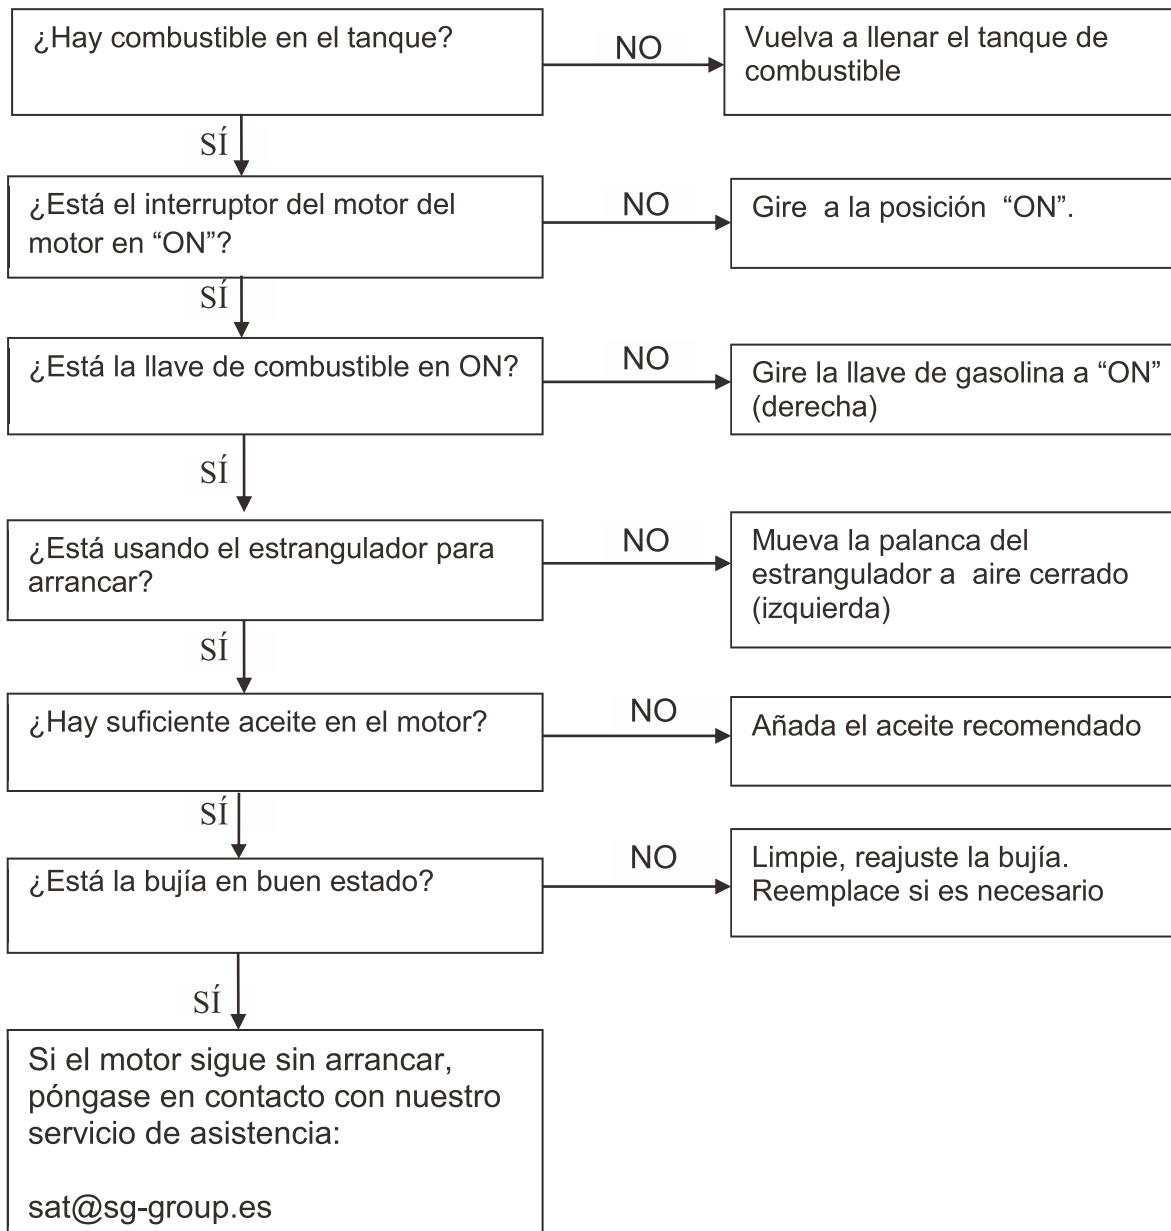 ¿Hay combustible en el tanque?
NO
Vuelva a llenar el tanque de
combustible
SÍ
¿Está el interruptor del motor del
motor en “ON”?
NO
Gire a la posición “ON”.
SÍ
¿Está la llave de combustible en ON?
NO
Gire la llave de gasolina a “ON”
(derecha)
SÍ
¿Está usando el estrangulador para
arrancar?
NO
Mueva la palanca del
estrangulador a aire cerrado
(izquierda)
SÍ
¿Hay suficiente aceite en el motor?
NO
Añada el aceite recomendado
SÍ
¿Está la bujía en buen estado?
NO
Limpie, reajuste la bujía.
Reemplace si es necesario
SÍ
Si el motor sigue sin arrancar,
póngase en contacto con nuestro
servicio de asistencia:
sat@sg-group.es